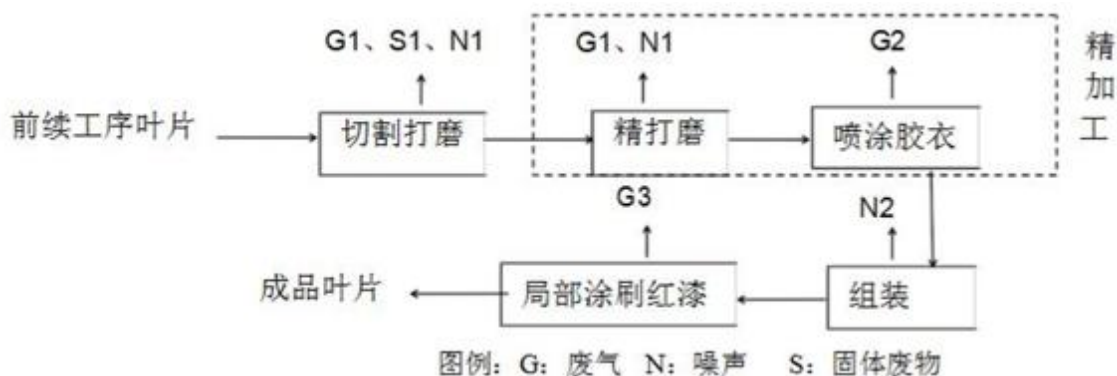 G1、S1、N1
G1、N1
G2
精加工
前续工序叶片
切割打磨
精打磨
喷涂胶衣
G3
N2
成品叶片
局部涂刷红漆
组装
图例：G：废气 N：噪声 S：固体废物